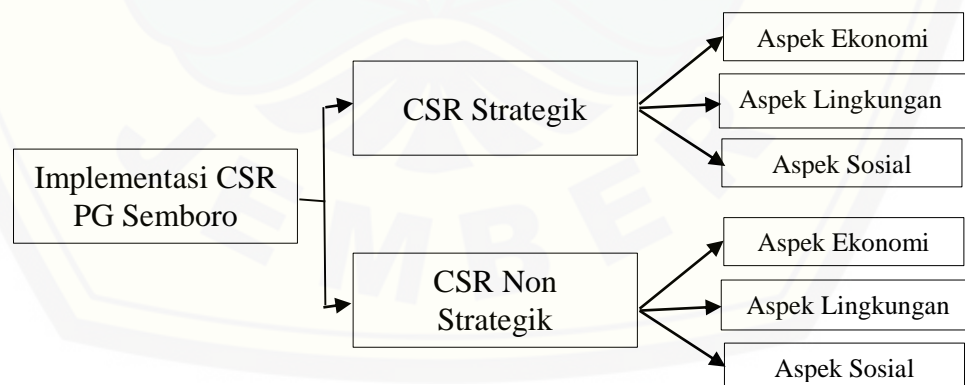 Implementasi CSR
PG Semboro
CSR Strategik
Aspek Ekonomi
Aspek Lingkungan
Aspek Sosial
CSR Non
Strategik
Aspek Ekonomi
Aspek Lingkungan
Aspek Sosial
JEMBER